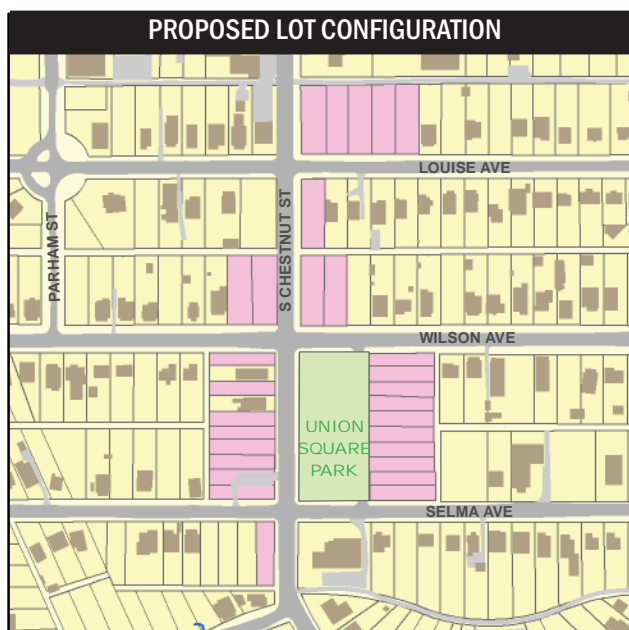 PROPOSED LOT CONFIGURATION
LOUISE AVE
PARHAM ST
S CHESTNUT ST
WILSON AVE
UNION
SQUARE
PARK
SELMA AVE